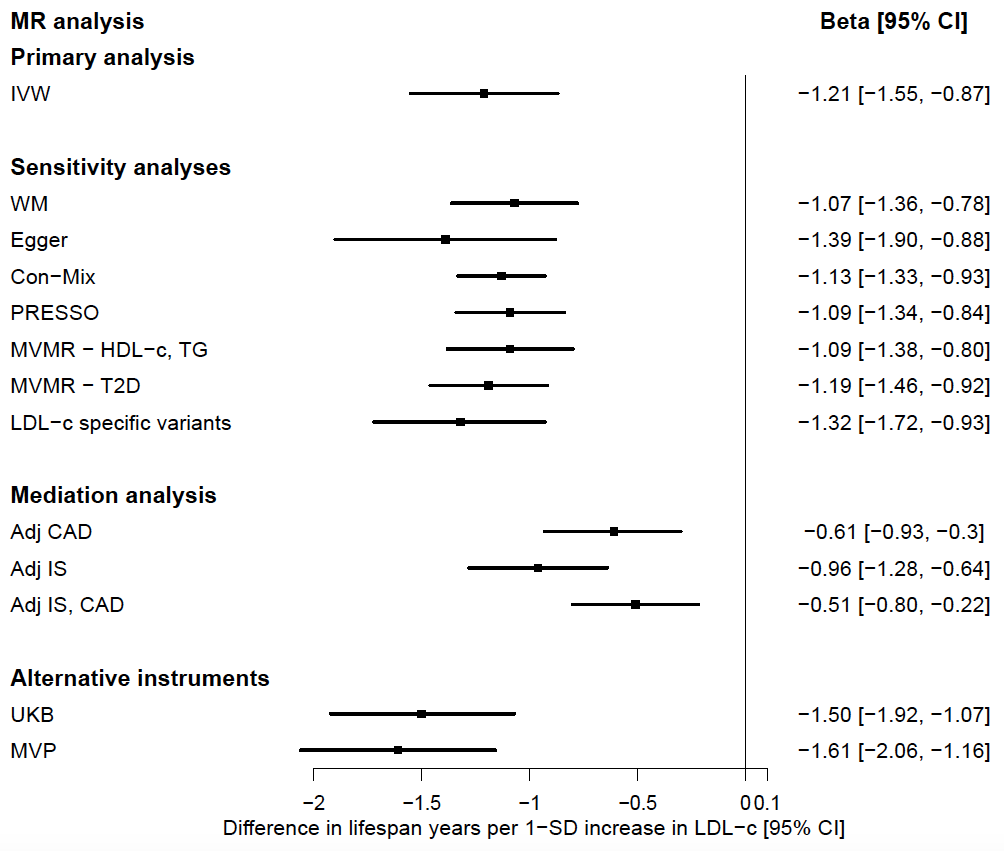 MR analysis Beta [95% CI]
Primary analysis
IVW −1.21 [−1.55, −0.87]
Sensitivity analyses
WM −1.07 [−1.36, −0.78]
Egger −1.39 [−1.90, −0.88]
Con−Mix −1.13 [−1.33, −0.93]
PRESSO −1.09 [−1.34, −0.84]
MVMR − HDL−c, TG −1.09 [−1.38, −0.80]
MVMR − T2D −1.19 [−1.46, −0.92]
LDL−c specific variants −1.32 [−1.72, −0.93]
Mediation analysis
Adj CAD −0.61 [−0.93, −0.3]
Adj IS −0.96 [−1.28, −0.64]
Adj IS, CAD −0.51 [−0.80, −0.22]
Alternative instruments
UKB −1.50 [−1.92, −1.07]
MVP −1.61 [−2.06, −1.16]
−2 −1.5 −1 −0.5 0 0.1
Difference in lifespan years per 1−SD increase in LDL−c [95% CI]